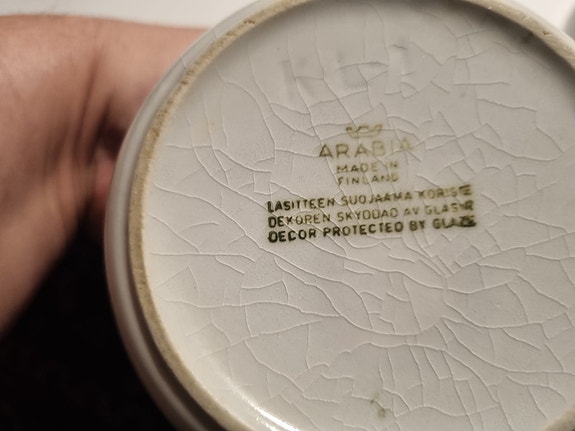 ARABIA
MADE IN
FINLAND
LASITTEEN SUOJAAMA KORISTE
DEKOREN SKYDDAD AV GLASYR
DECOR PROTECTED BY GLAZE